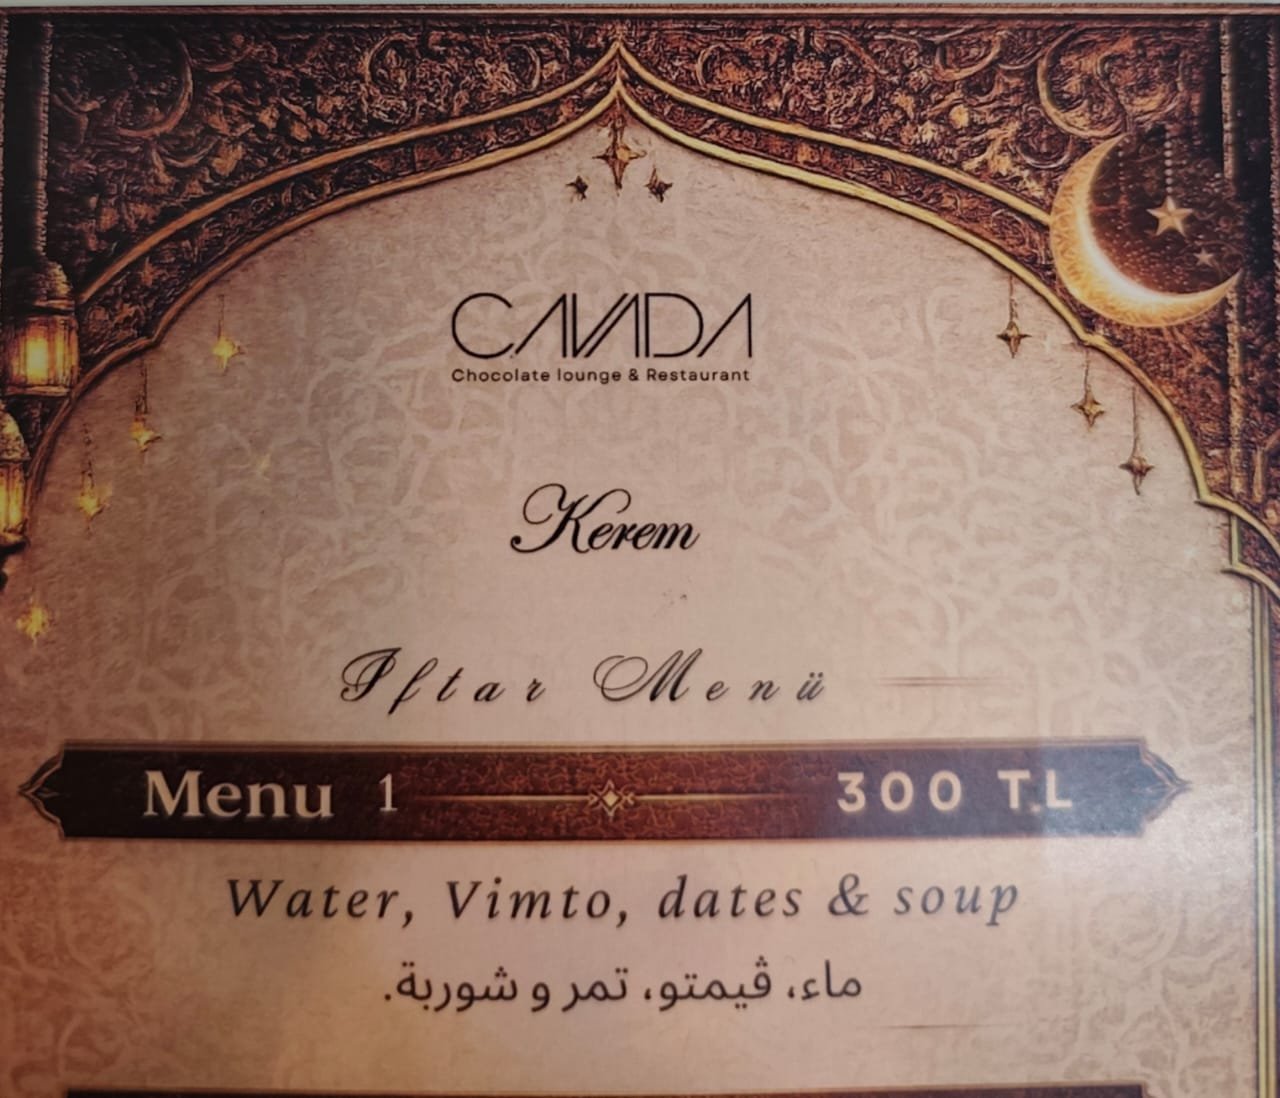 CAVADA
Chocolate lounge & Restaurant
Kerem
Iftar Menü
Menu 1 300 T.L
Water, Vimto, dates & soup
ماء، ڤيمتو، تمر و شوربة.